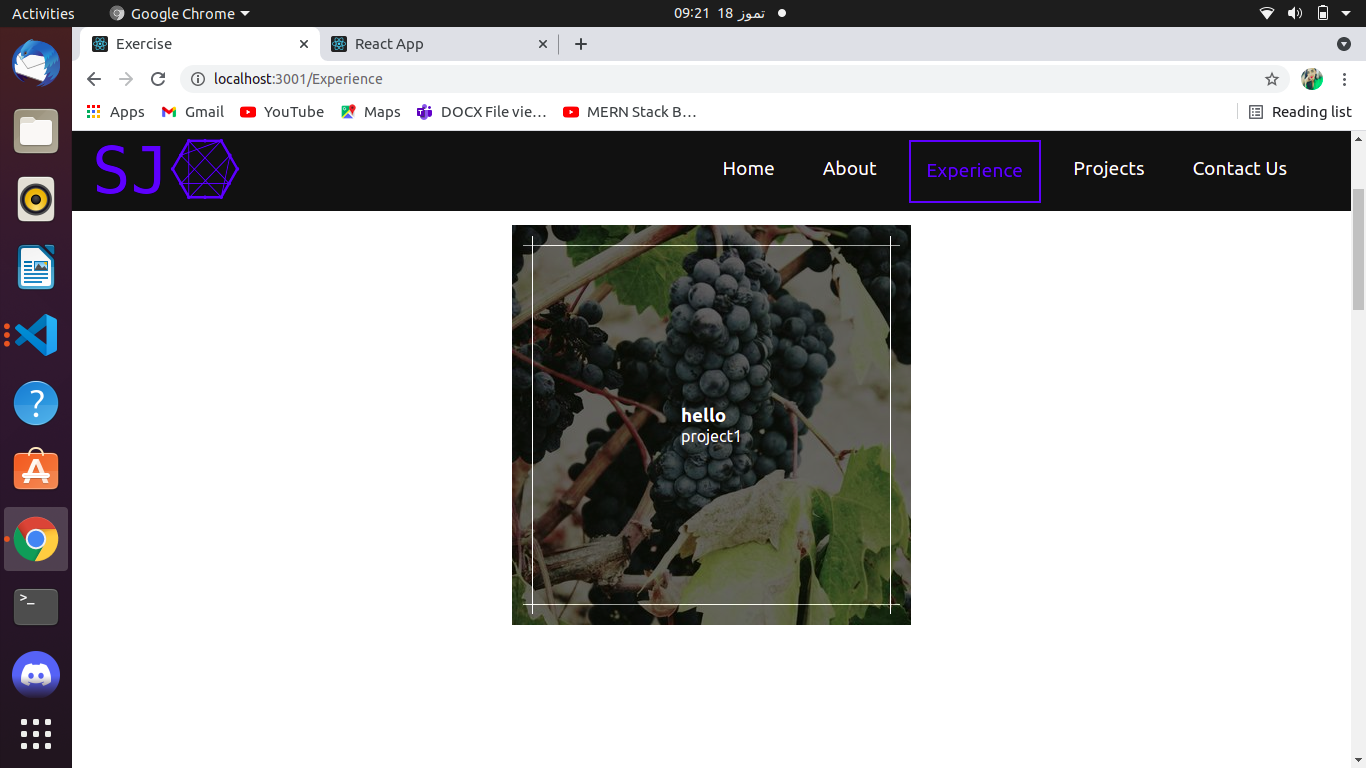 Activities
Google Chrome
تموز 18 09:21
Exercise
React App
localhost:3001/Experience
Apps
Gmail
YouTube
Maps
DOCX File vie…
MERN Stack B…
Reading list
SJ
Home
About
Experience
Projects
Contact Us
hello
project1